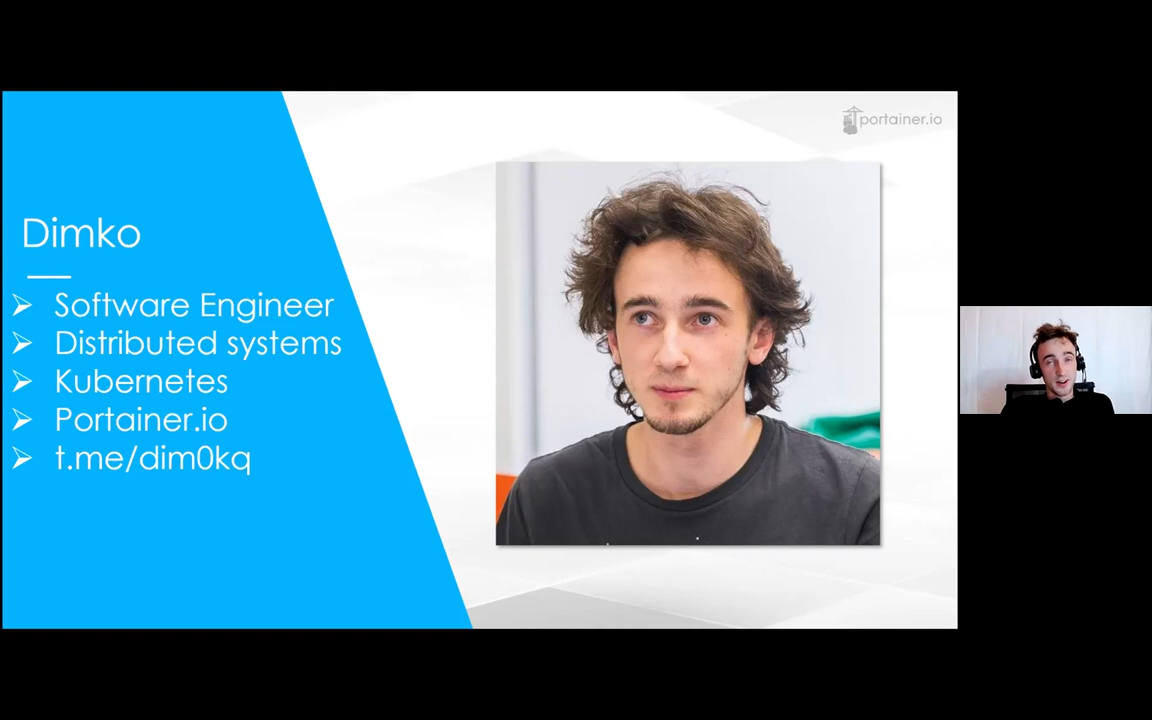 portainer.io
Dimko
Software Engineer
Distributed systems
Kubernetes
Portainer.io
t.me/dim0kq